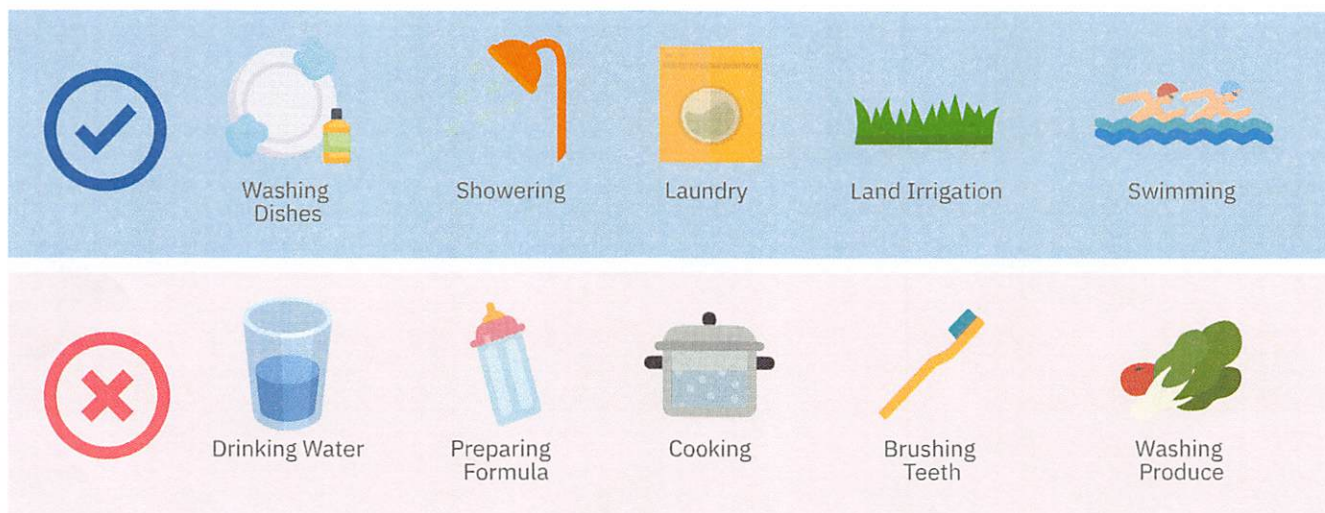 Washing
Dishes
Showering
Laundry
Land Irrigation
Swimming
Drinking Water
Preparing
Formula
Cooking
Brushing
Teeth
Washing
Produce